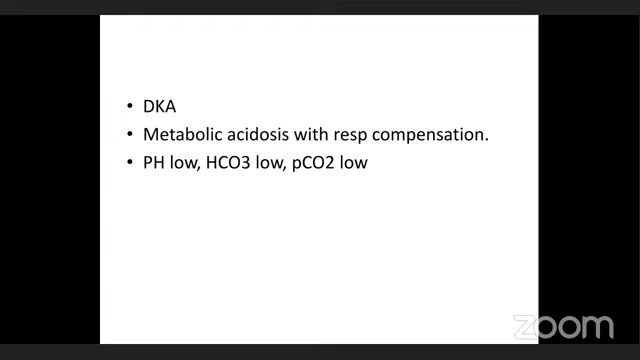 • DKA
• Metabolic acidosis with resp compensation.
• PH low, HCO3 low, pCO2 low
zoom